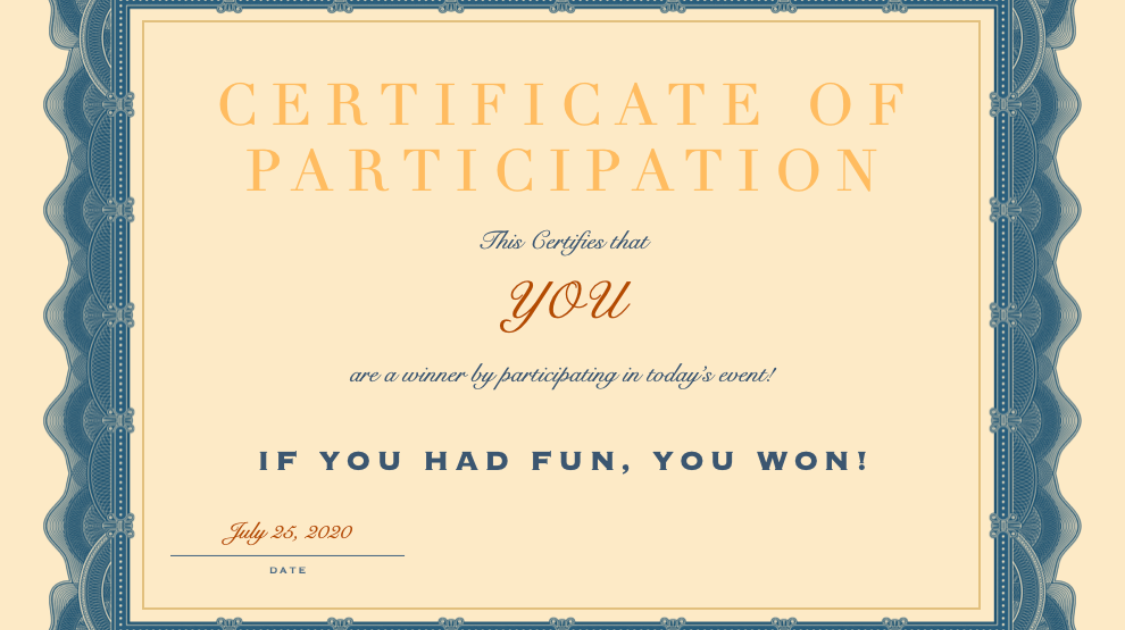 CERTIFICATE OF
PARTICIPATION
This Certifies that
YOU
are a winner by participating in today's event!
IF YOU HAD FUN, YOU WON!
July 25, 2020
DATE